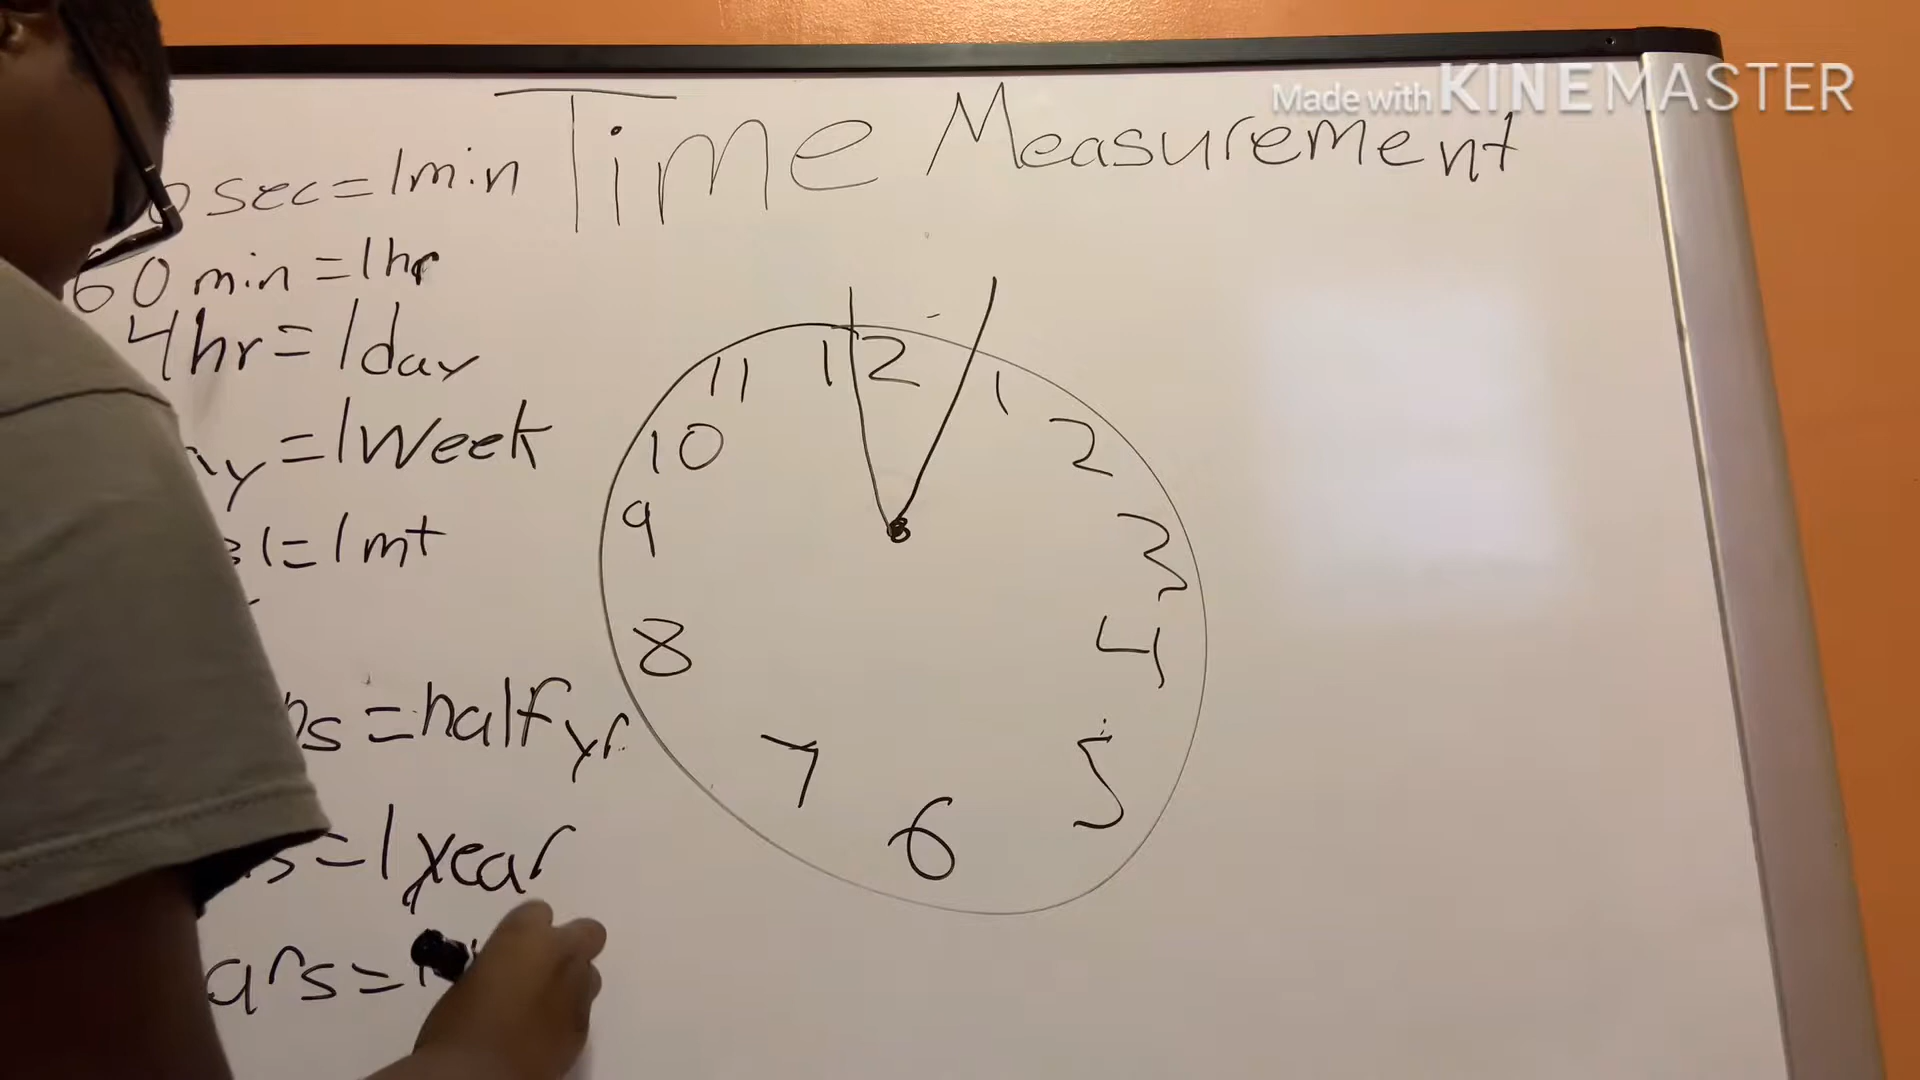 Made with KINEMASTER
Time Measurement
sec = 1min
60 min = 1hr
4hr = 1day
= 1Week
31 = 1mt
= half yr
= 1year
ars =
11 12 1
10 2
9 3
8 4
7 5
6